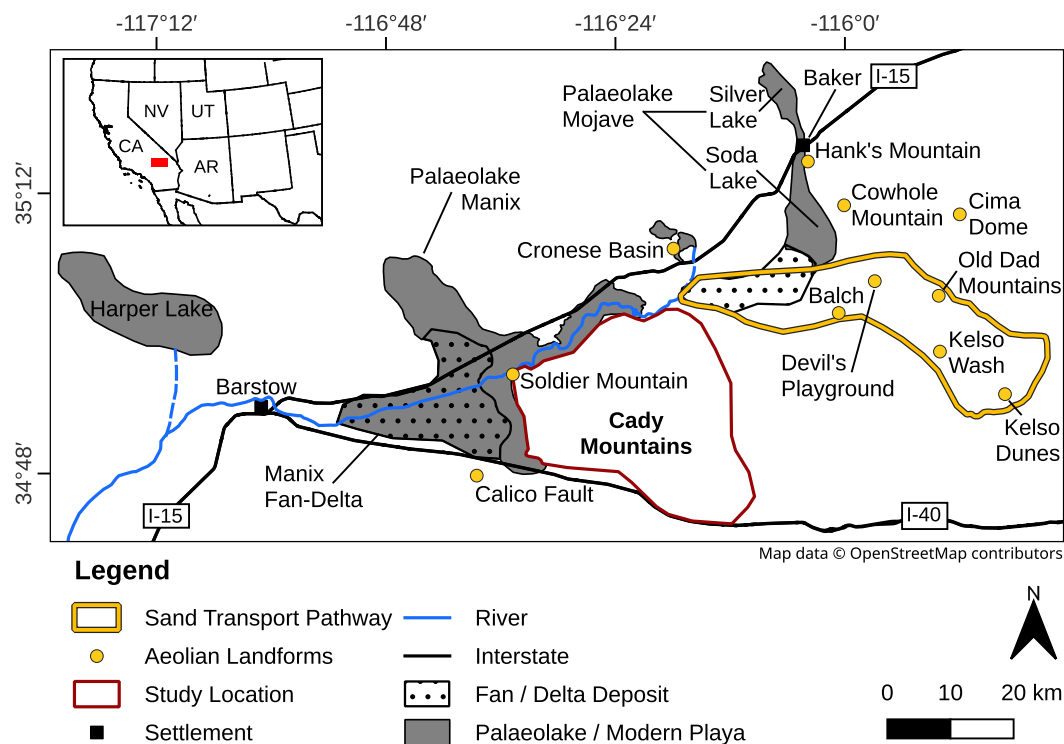 -117°12′
-116°48′
-116°24′
-116°0′
35°12′
34°48′
NV
UT
CA
AR
Palaeolake
Mojave
Silver
Lake
Baker
I-15
Soda
Lake
Hank's Mountain
Palaeolake
Manix
Cowhole
Mountain
Cima
Dome
Cronese Basin
Old Dad
Mountains
Harper Lake
Balch
Devil's
Playground
Kelso
Wash
Barstow
Soldier Mountain
Cady
Mountains
Kelso
Dunes
Manix
Fan-Delta
Calico Fault
I-15
I-40
Map data © OpenStreetMap contributors
Legend
Sand Transport Pathway
Aeolian Landforms
Study Location
Settlement
River
Interstate
Fan / Delta Deposit
Palaeolake / Modern Playa
N
0 10 20 km